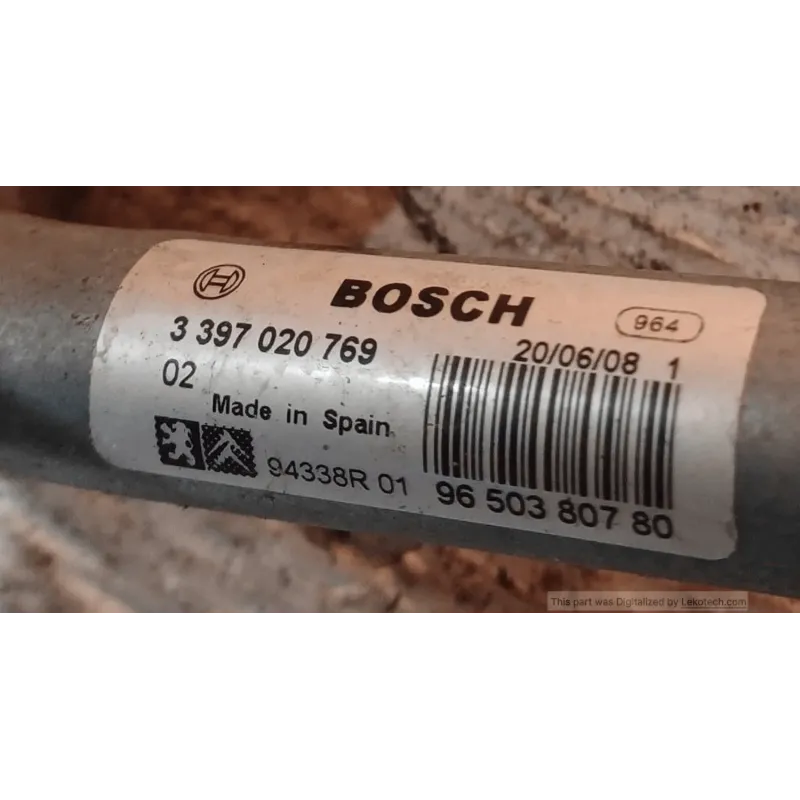 BOSCH
964
3 397 020 769
20/06/08 1
02
Made in Spain
94338R 01
96 503 807 80
This part was Digitalized by Lekotech.com